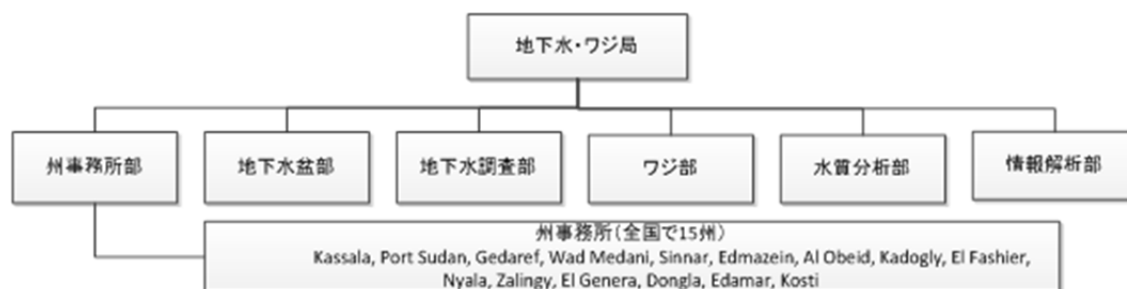 地下水・ワジ局
州事務所部
地下水盆部
地下水調査部
ワジ部
水質分析部
情報解析部
州事務所(全国で15州)
Kassala, Port Sudan, Gedaref, Wad Medani, Sinnar, Edmazein, Al Obeid, Kadogly, El Fashier,
Nyala, Zalingy, El Genera, Dongla, Edamar, Kosti